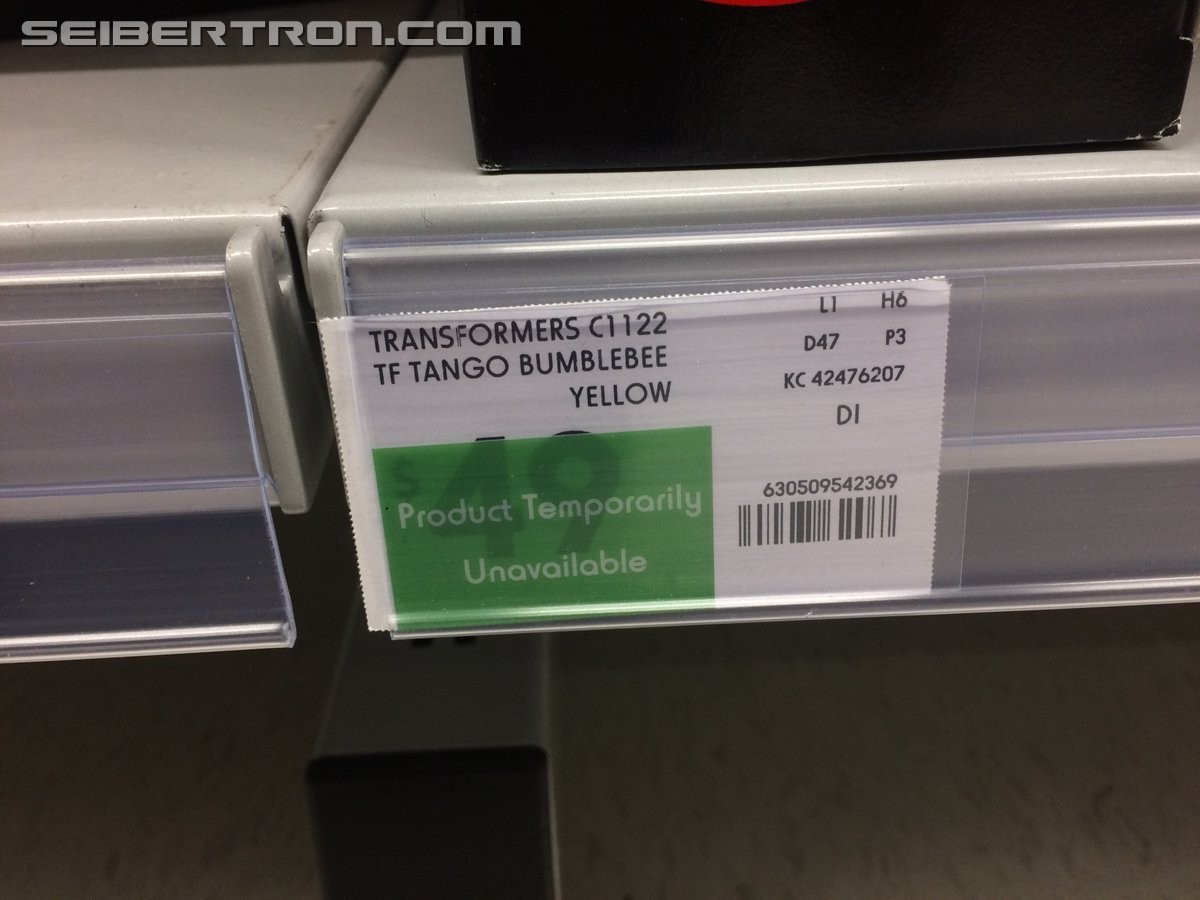 SEIBERTRON.com
TRANSFORMERS C1122
TF TANGO BUMBLEBEE
YELLOW
$49
Product Temporarily
Unavailable
L1 H6
D47 P3
KC 42476207
DI
630509542369